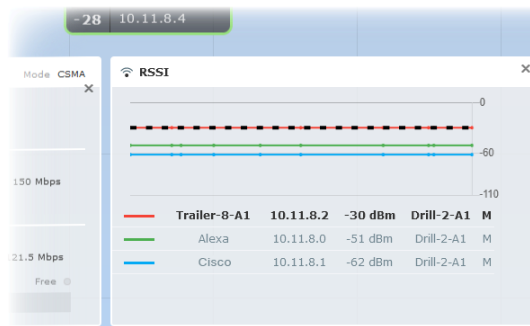 -28 10.11.8.4
Mode CSMA
RSSI
0
150 Mbps
-60
-110
Trailer-8-A1 10.11.8.2 -30 dBm Drill-2-A1 M
Alexa 10.11.8.0 -51 dBm Drill-2-A1 M
Cisco 10.11.8.1 -62 dBm Drill-2-A1 M
21.5 Mbps
Free